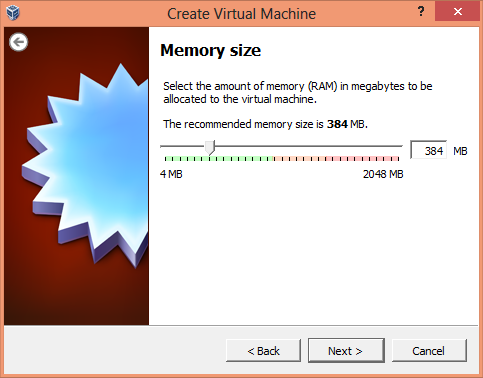 Create Virtual Machine
?
Memory size
Select the amount of memory (RAM) in megabytes to be
allocated to the virtual machine.
The recommended memory size is 384 MB.
384 MB
4 MB 2048 MB
< Back Next > Cancel